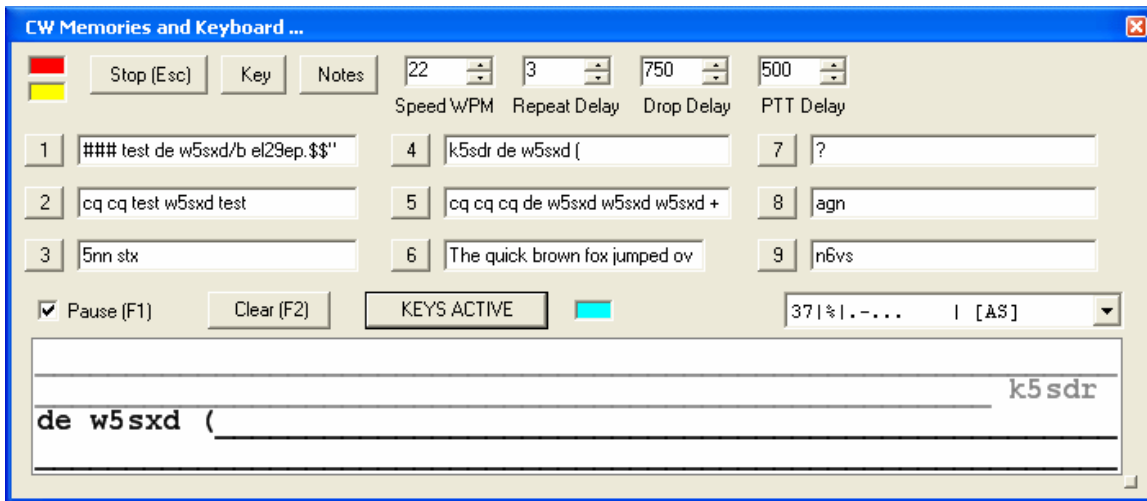 CW Memories and Keyboard ...
Stop (Esc) Key Notes 22 3 750 500
Speed WPM Repeat Delay Drop Delay PTT Delay
1 ### test de w5sxd/b el29ep.$$" 4 k5sdr de w5sxd ( 7 ?
2 cq cq test w5sxd test 5 cq cq cq de w5sxd w5sxd w5sxd + 8 agn
3 5nn stx 6 The quick brown fox jumped ov 9 n6vs
Pause (F1) Clear (F2) KEYS ACTIVE 37|%|.-... | [AS]
k5sdr
de w5sxd (